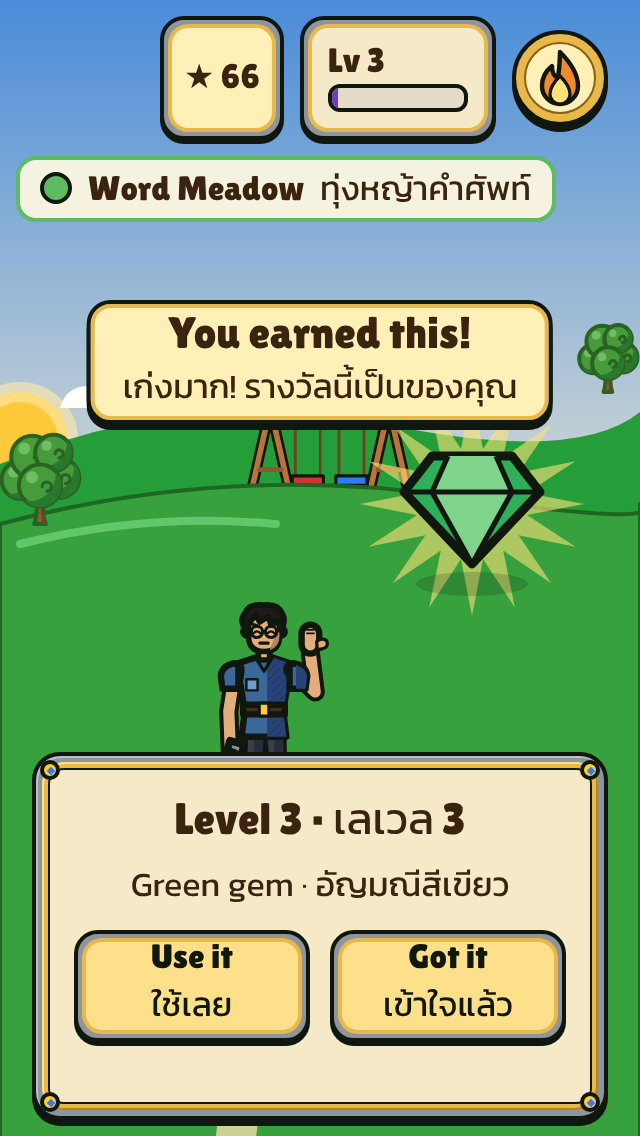 ★ 66
Lv 3
Word Meadow ทุ่งหญ้าคำศัพท์
You earned this!
เก่งมาก! รางวัลนี้เป็นของคุณ
Level 3 · เลเวล 3
Green gem · อัญมณีสีเขียว
Use it
ใช้เลย
Got it
เข้าใจแล้ว